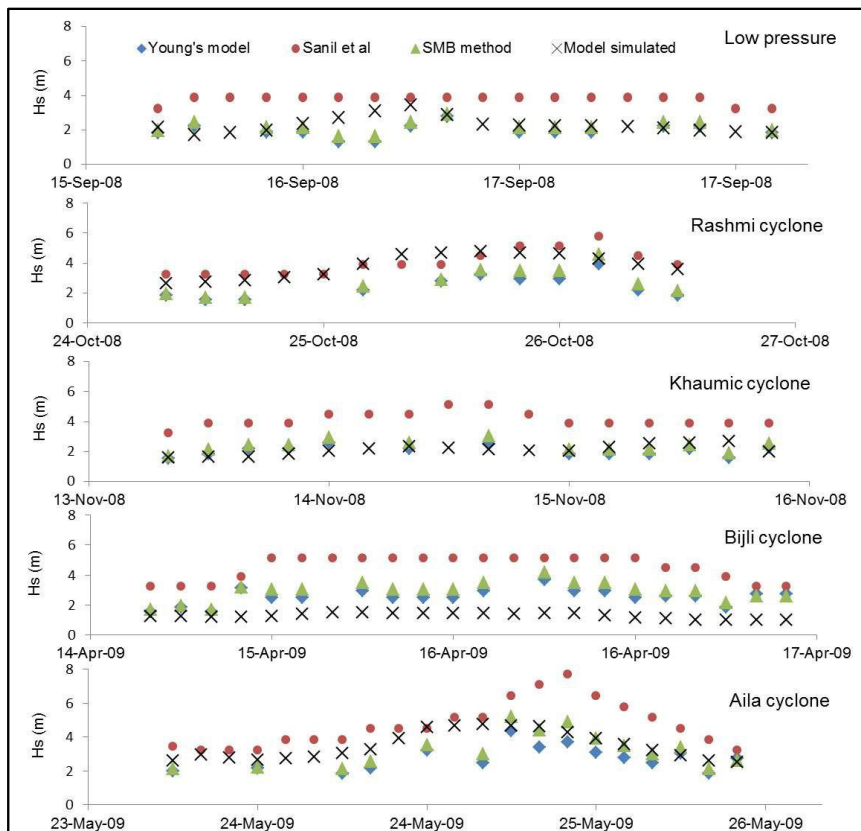 Young's model Sanil et al SMB method Model simulated
Low pressure
Hs (m)
8
6
4
2
0
15-Sep-08 16-Sep-08 17-Sep-08 17-Sep-08
Rashmi cyclone
Hs (m)
8
6
4
2
0
24-Oct-08 25-Oct-08 26-Oct-08 27-Oct-08
Khaumic cyclone
Hs (m)
8
6
4
2
0
13-Nov-08 14-Nov-08 15-Nov-08 16-Nov-08
Bijli cyclone
Hs (m)
8
6
4
2
0
14-Apr-09 15-Apr-09 16-Apr-09 16-Apr-09 17-Apr-09
Aila cyclone
Hs (m)
8
6
4
2
0
23-May-09 24-May-09 24-May-09 25-May-09 26-May-09